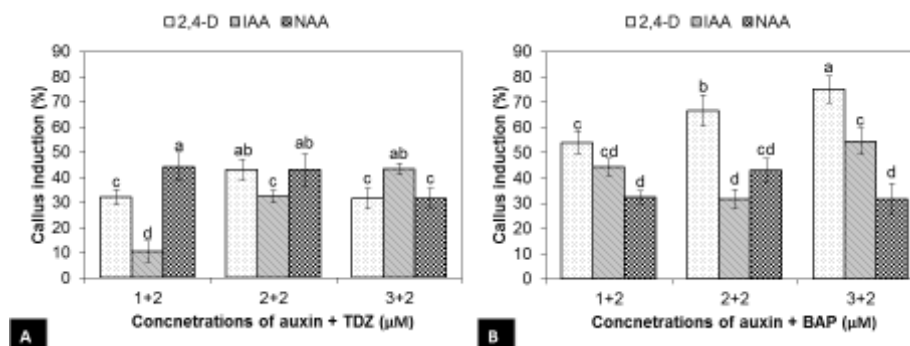 2,4-D IAA NAA
90
80
70
60
50
40
30
20
10
0
Callus induction (%)
c
d
a
ab
c
ab
c
ab
c
1+2 2+2 3+2
Concnetrations of auxin + TDZ (µM)
A
2,4-D IAA NAA
90
80
70
60
50
40
30
20
10
0
Callus induction (%)
c
cd
d
b
d
cd
a
c
d
1+2 2+2 3+2
Concnetrations of auxin + BAP (µM)
B